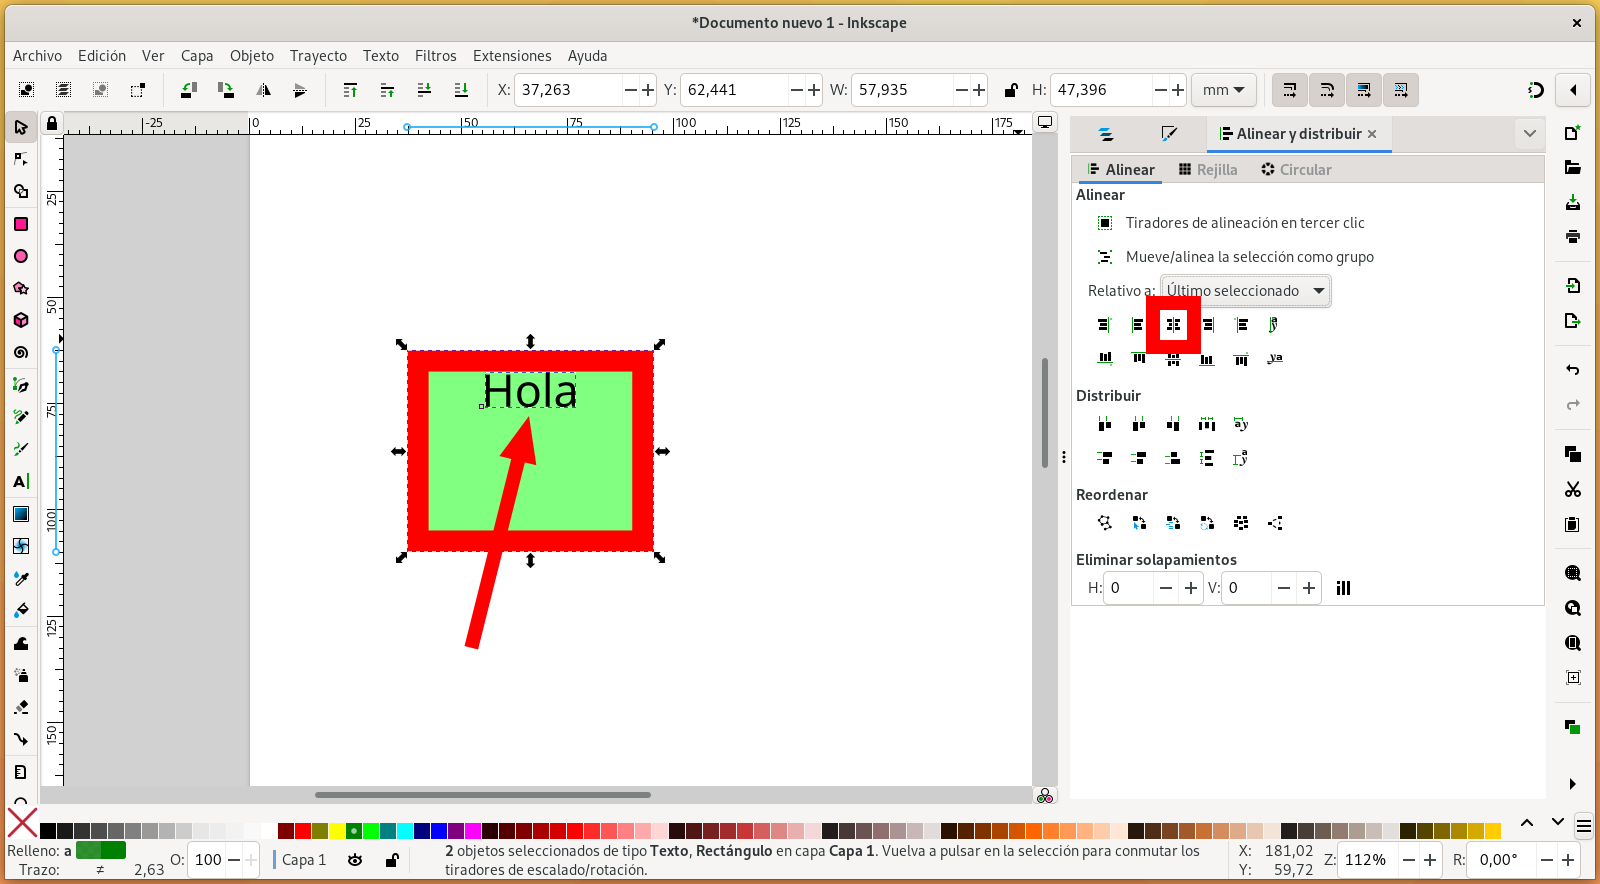 *Documento nuevo 1 - Inkscape
Archivo Edición Ver Capa Objeto Trayecto Texto Filtros Extensiones Ayuda
X: 37,263 Y: 62,441 W: 57,935 H: 47,396 mm
-25 0 25 50 75 100 125 150 175
Alinear y distribuir
Alinear Rejilla Circular
Alinear
Tiradores de alineación en tercer clic
Mueve/alinea la selección como grupo
Relativo a: Último seleccionado
Distribuir
Reordenar
Eliminar solapamientos
H: 0 V: 0
25
50
75
100
125
150
Hola
Relleno: a
Trazo: ≠ 2,63
O: 100
Capa 1
2 objetos seleccionados de tipo Texto, Rectángulo en capa Capa 1. Vuelva a pulsar en la selección para conmutar los
tiradores de escalado/rotación.
X: 181,02
Y: 59,72
Z: 112%
R: 0,00°